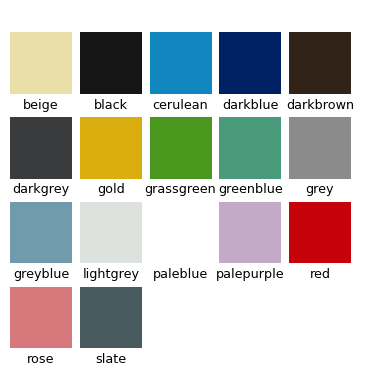 beige black cerulean darkblue darkbrown
darkgrey gold grassgreen greenblue grey
greyblue lightgrey paleblue palepurple red
rose slate